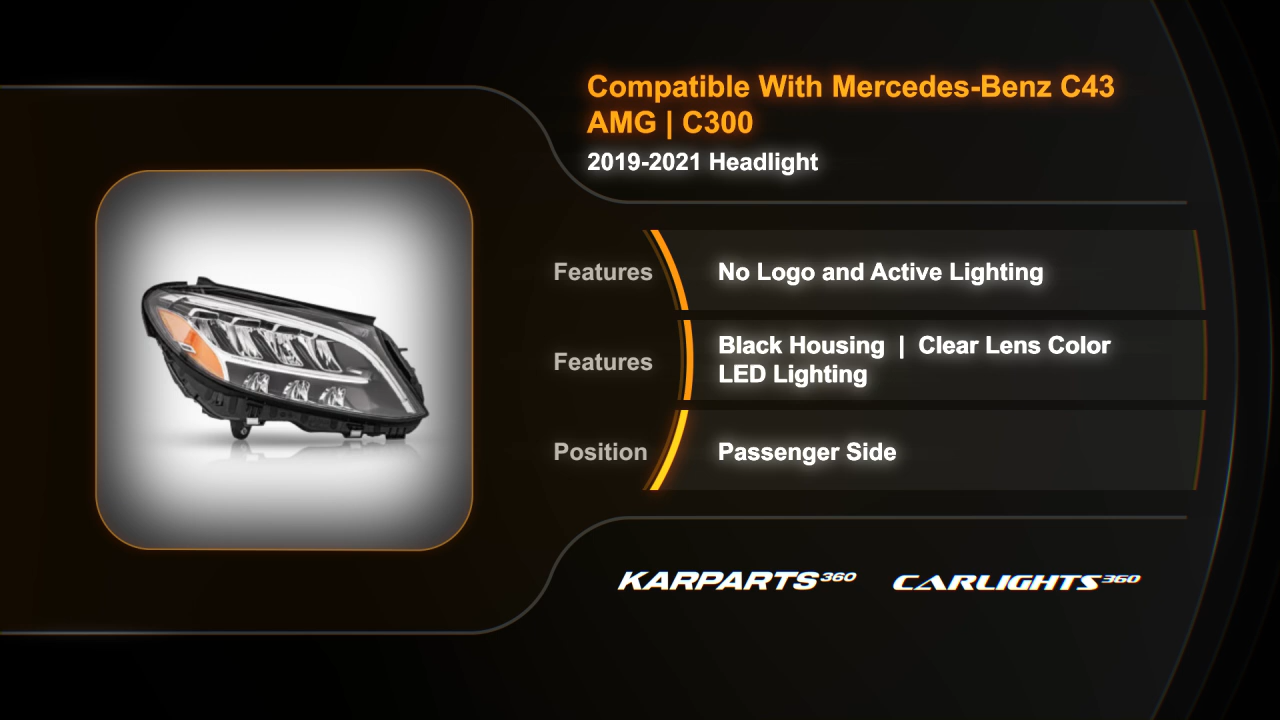 Compatible With Mercedes-Benz C43
AMG | C300
2019-2021 Headlight
Features
No Logo and Active Lighting
Features
Black Housing | Clear Lens Color
LED Lighting
Position
Passenger Side
KARPARTS360
CARLIGHTS360